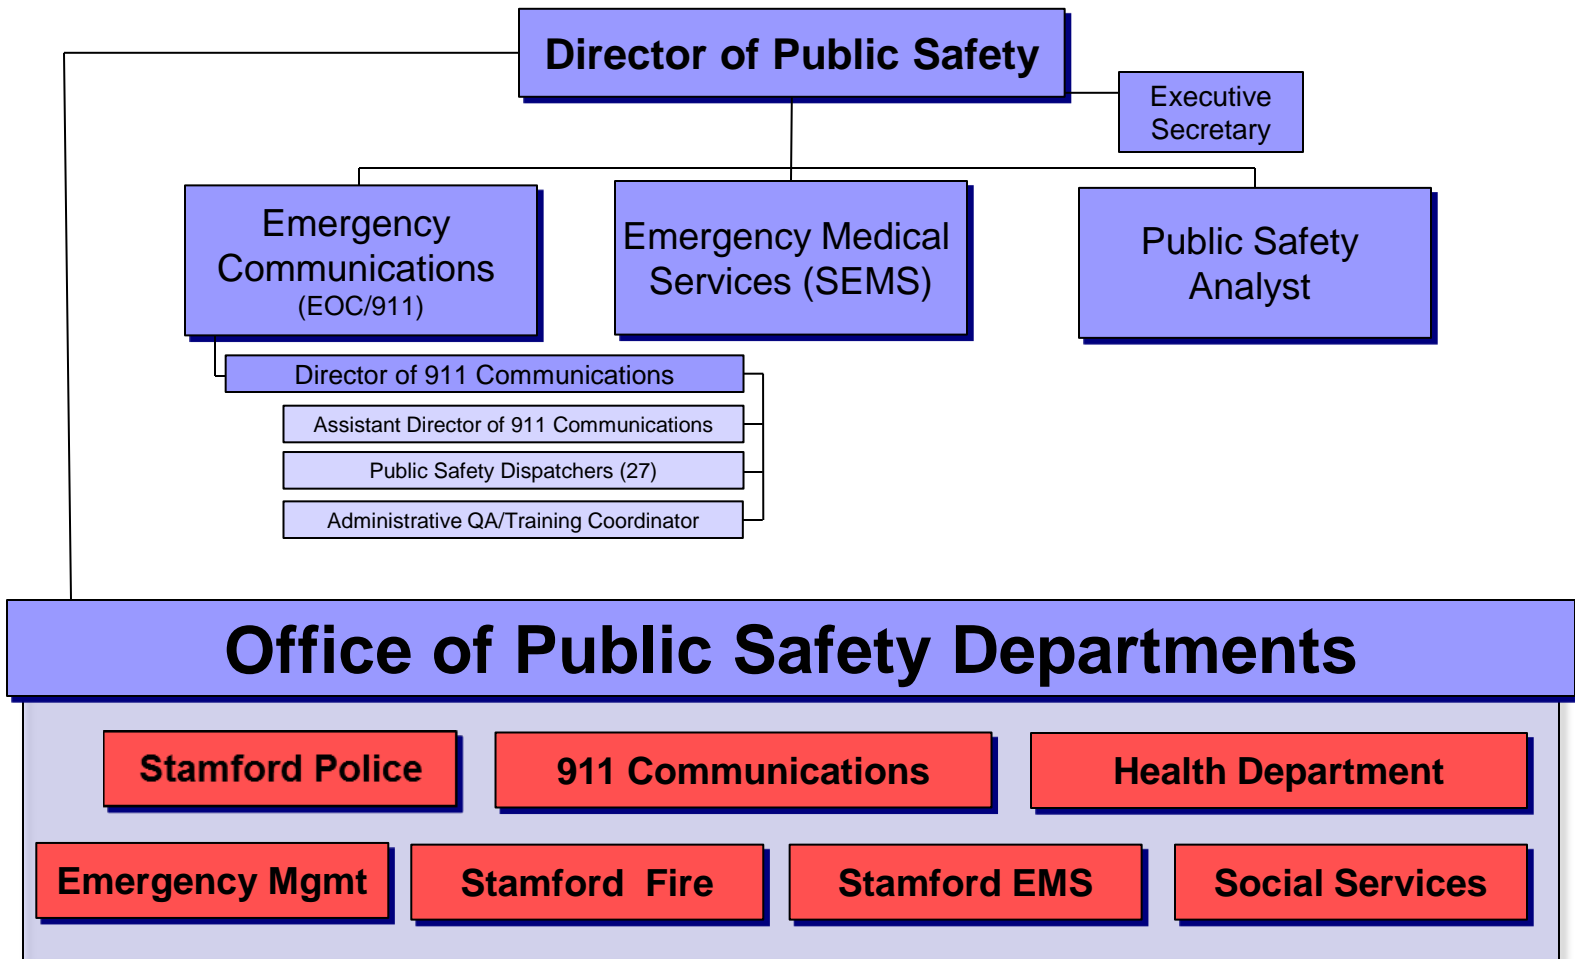 Director of Public Safety
Executive
Secretary
Emergency
Communications
(EOC/911)
Emergency Medical
Services (SEMS)
Public Safety
Analyst
Director of 911 Communications
Assistant Director of 911 Communications
Public Safety Dispatchers (27)
Administrative QA/Training Coordinator
Office of Public Safety Departments
Stamford Police
911 Communications
Health Department
Emergency Mgmt
Stamford Fire
Stamford EMS
Social Services